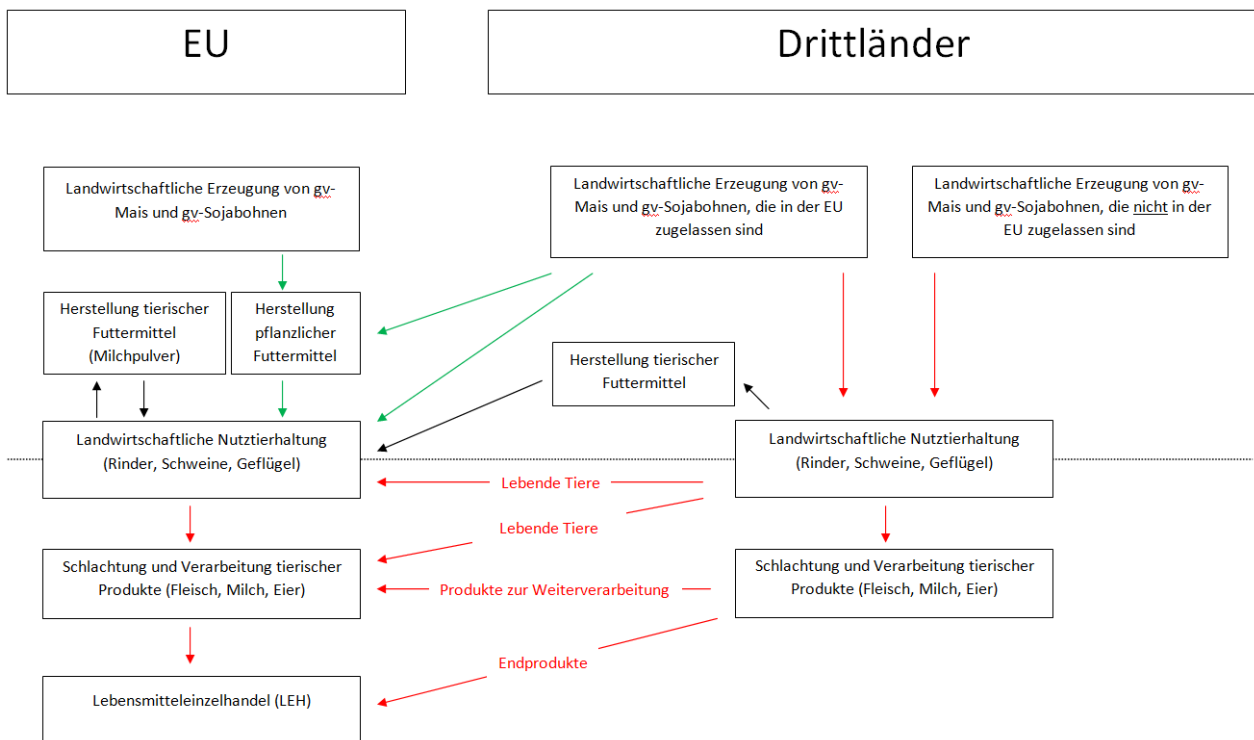 EU
Drittländer
Landwirtschaftliche Erzeugung von gv-
Mais und gv-Sojabohnen
Landwirtschaftliche Erzeugung von gv-
Mais und gv-Sojabohnen, die in der EU
zugelassen sind
Landwirtschaftliche Erzeugung von gv-
Mais und gv-Sojabohnen, die nicht in der
EU zugelassen sind
Herstellung tierischer
Futtermittel
(Milchpulver)
Herstellung
pflanzlicher
Futtermittel
Herstellung tierischer
Futtermittel
Landwirtschaftliche Nutztierhaltung
(Rinder, Schweine, Geflügel)
Landwirtschaftliche Nutztierhaltung
(Rinder, Schweine, Geflügel)
Lebende Tiere
Lebende Tiere
Schlachtung und Verarbeitung tierischer
Produkte (Fleisch, Milch, Eier)
Produkte zur Weiterverarbeitung
Schlachtung und Verarbeitung tierischer
Produkte (Fleisch, Milch, Eier)
Endprodukte
Lebensmitteleinzelhandel (LEH)